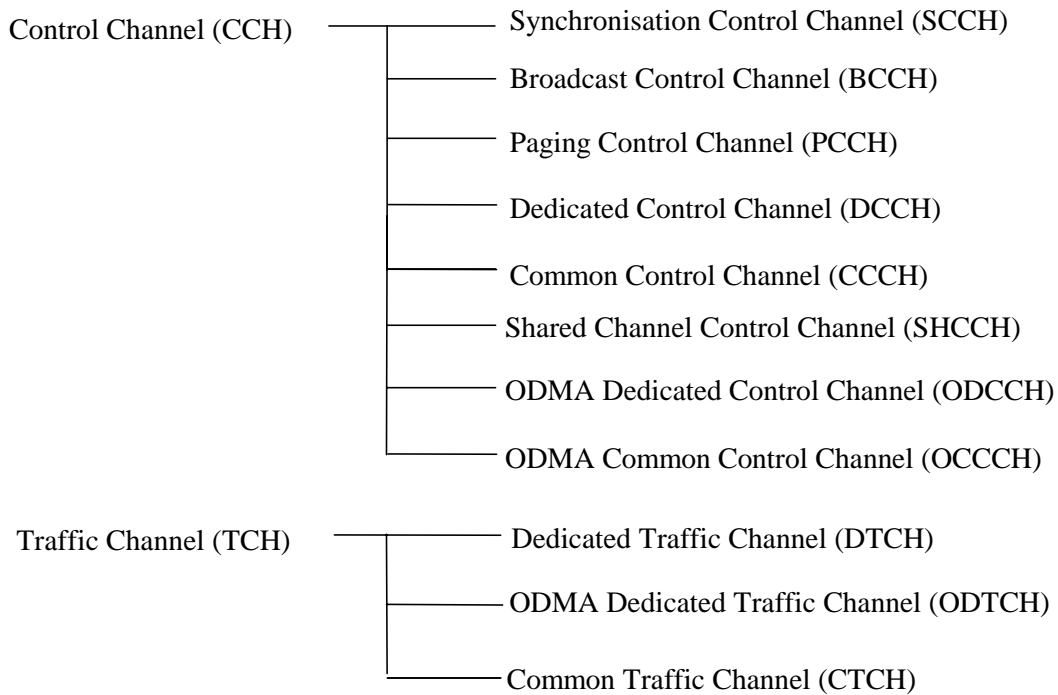 Control Channel (CCH)
Synchronisation Control Channel (SCCH)
Broadcast Control Channel (BCCH)
Paging Control Channel (PCCH)
Dedicated Control Channel (DCCH)
Common Control Channel (CCCH)
Shared Channel Control Channel (SHCCH)
ODMA Dedicated Control Channel (ODCCH)
ODMA Common Control Channel (OCCCH)
Traffic Channel (TCH)
Dedicated Traffic Channel (DTCH)
ODMA Dedicated Traffic Channel (ODTCH)
Common Traffic Channel (CTCH)